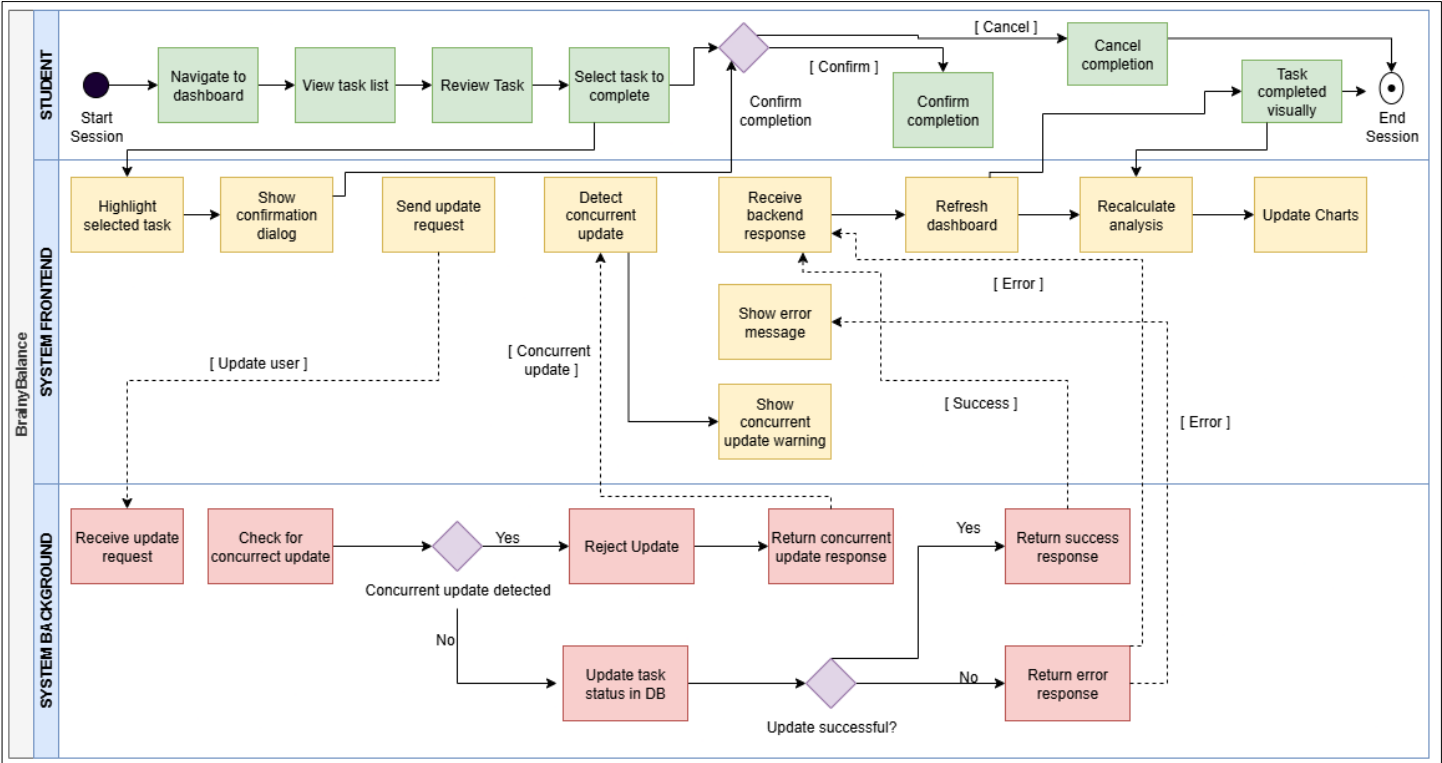 BrainyBalance
STUDENT
Start
Session
Navigate to
dashboard
View task list
Review Task
Select task to
complete
Confirm
completion
[ Cancel ]
[ Confirm ]
Cancel
completion
Confirm
completion
Task
completed
visually
End
Session
SYSTEM FRONTEND
Highlight
selected task
Show
confirmation
dialog
Send update
request
Detect
concurrent
update
Receive
backend
response
Refresh
dashboard
Recalculate
analysis
Update Charts
[ Error ]
Show error
message
[ Update user ]
[ Concurrent
update ]
Show
concurrent
update warning
[ Success ]
[ Error ]
SYSTEM BACKGROUND
Receive update
request
Check for
concurrect update
Concurrent update detected
Yes
Reject Update
Return concurrent
update response
Yes
Return success
response
No
Update task
status in DB
Update successful?
No
Return error
response